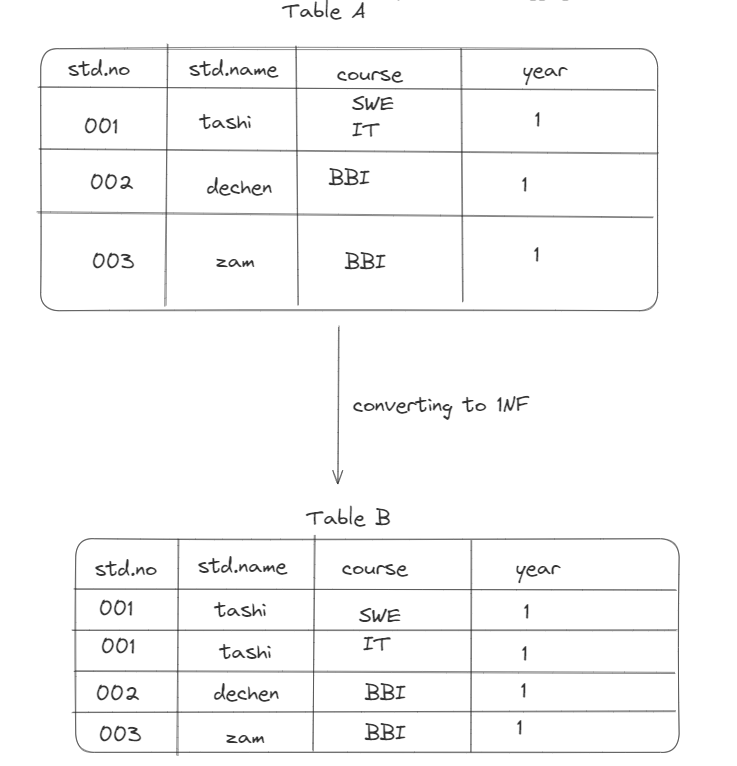 Table A
std.no std.name course year
001 tashi SWE IT 1
002 dechen BBI 1
003 zam BBI 1
converting to 1NF
Table B
std.no std.name course year
001 tashi SWE 1
001 tashi IT 1
002 dechen BBI 1
003 zam BBI 1